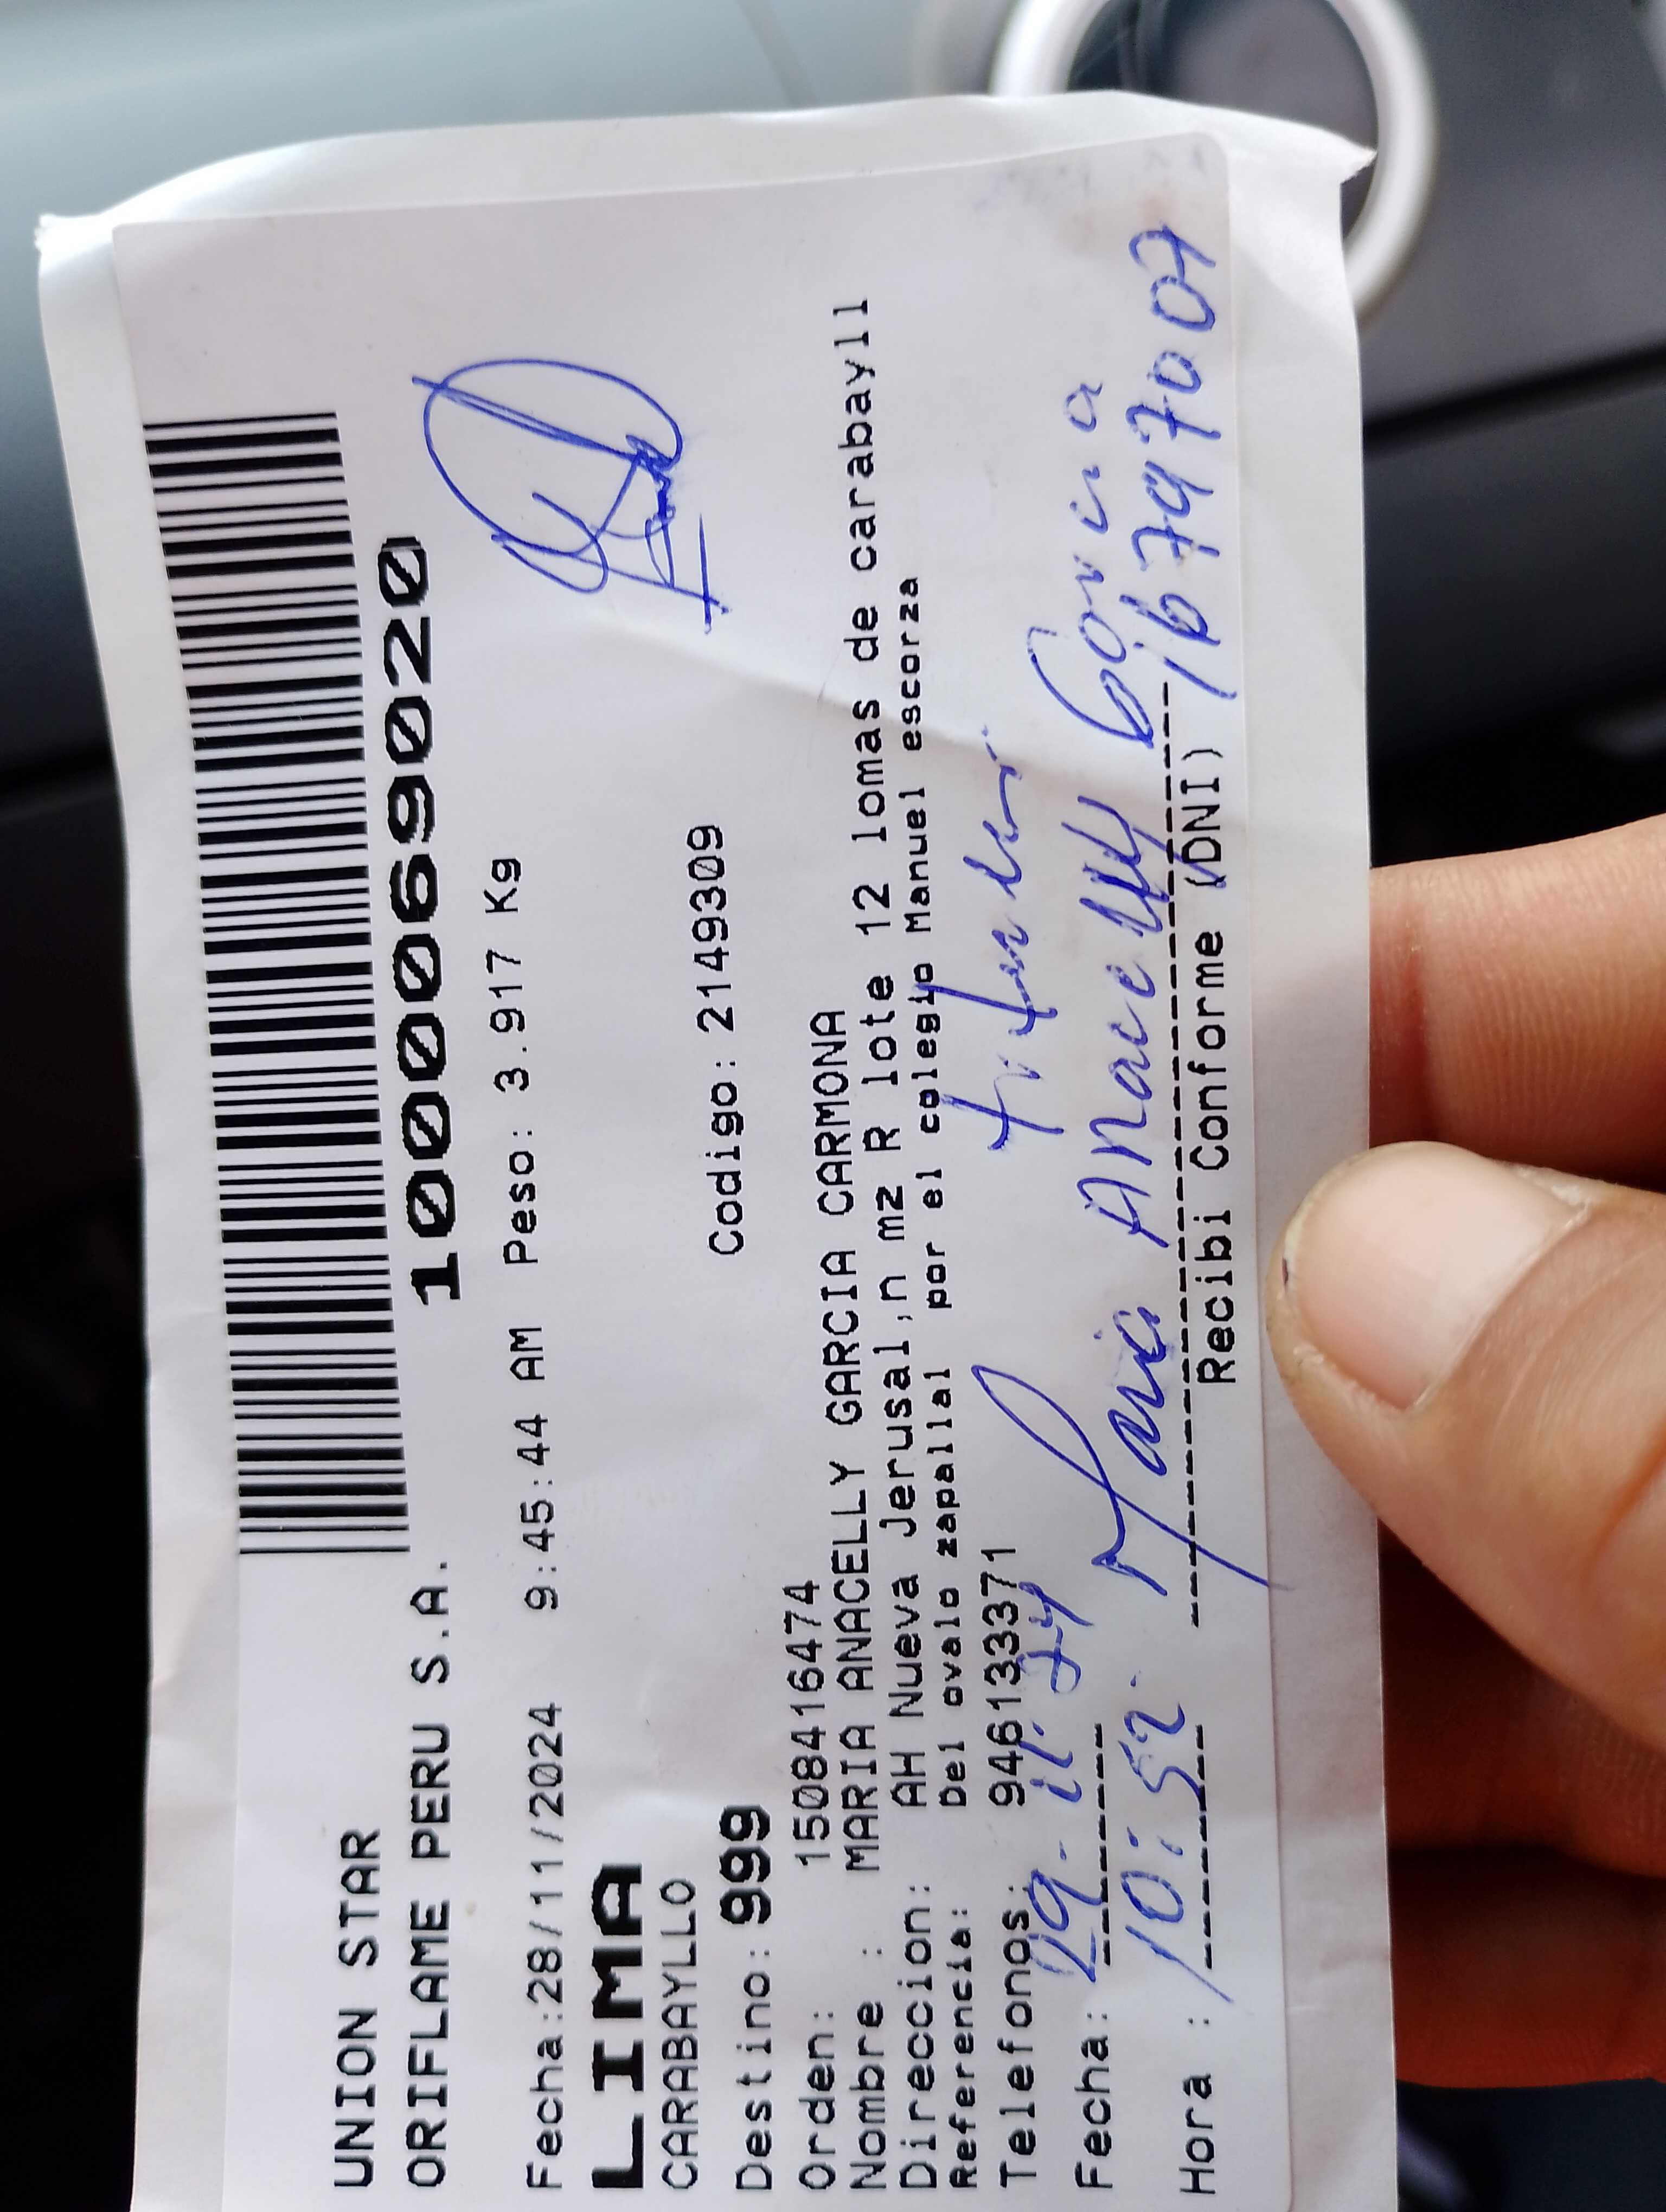 UNION STAR
ORIFLAME PERU S.A.
1000069020
Fecha:28/11/2024 9:45:44 AM Peso: 3.917 Kg
LIMA
CARABAYLLO
Destino: 999 Codigo: 2149309
Orden: 1508416474
Nombre : MARIA ANACELLY GARCIA CARMONA
Direccion: AH Nueva Jerusal,n mz R lote 12 lomas de carabayll
Referencia: Del ovalo zapallal por el colegio Manuel escorza
Telefonos: 946133371
Fecha: 29. 11. 24
Maria Anacelly Garcia
Hora : 10:52 16797007
Recibi Conforme (DNI)